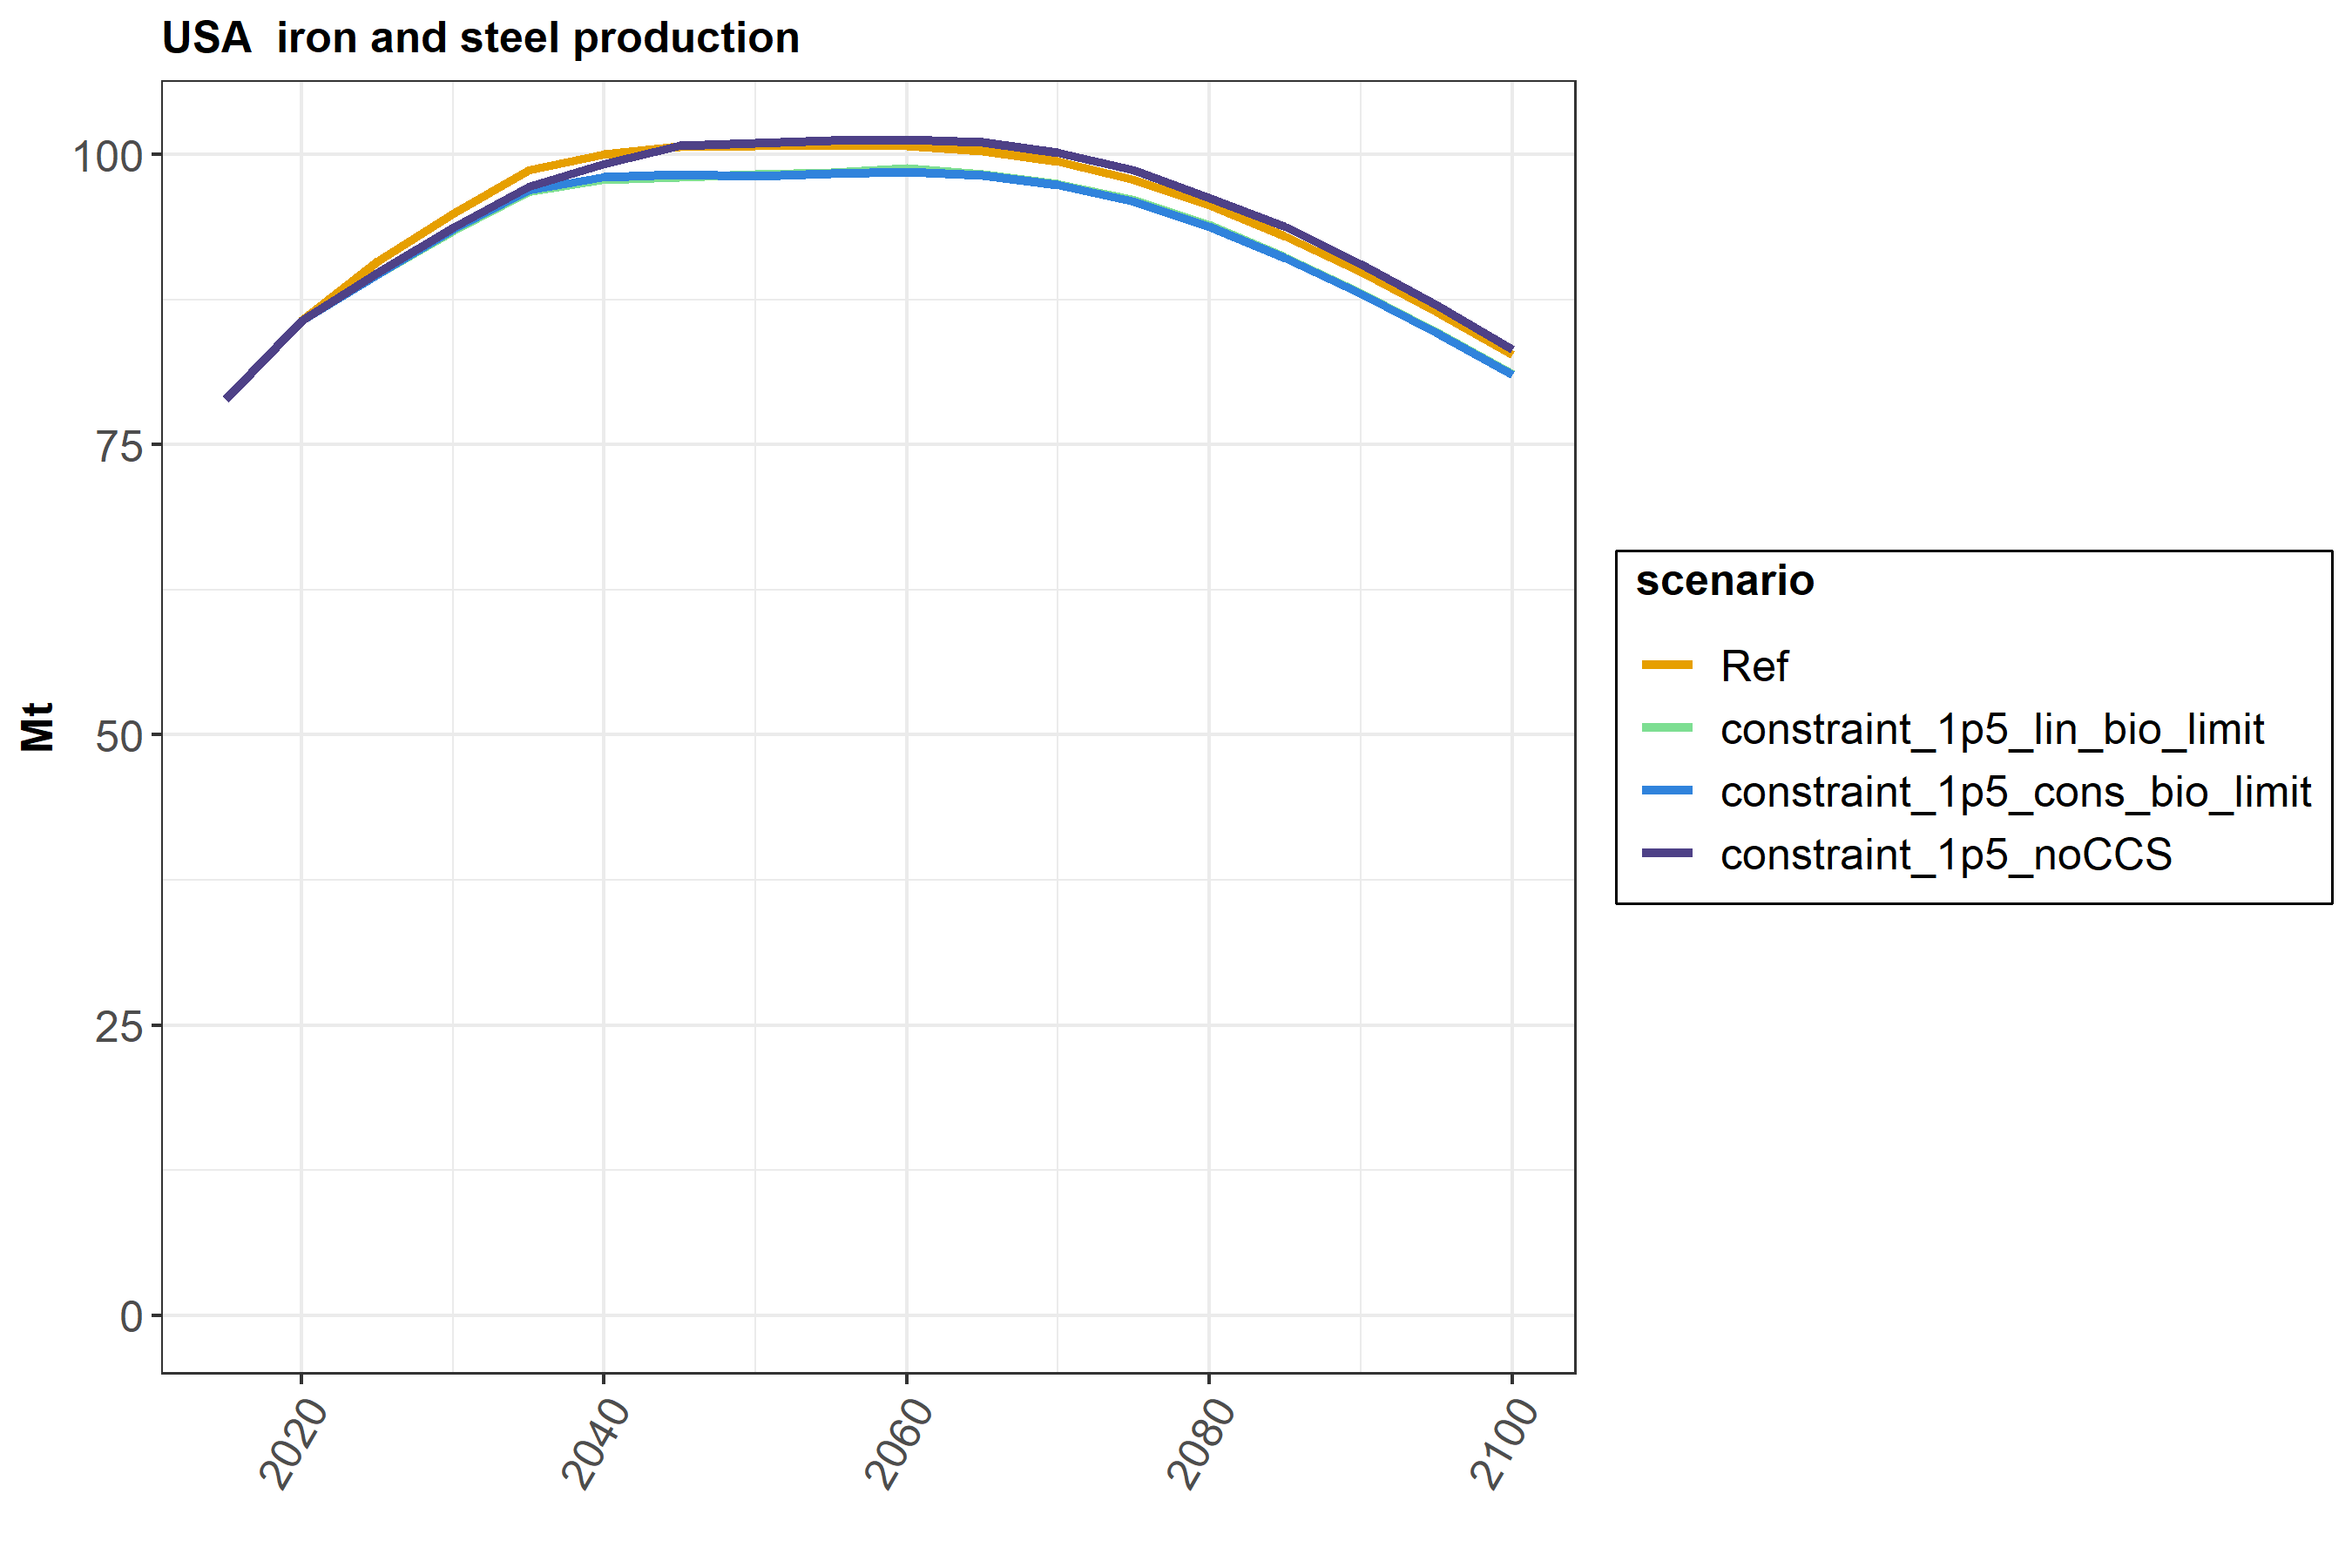 USA  iron and steel production
Mt
100
75
50
25
0
2020
2040
2060
2080
2100
scenario
Ref
constraint_1p5_lin_bio_limit
constraint_1p5_cons_bio_limit
constraint_1p5_noCCS